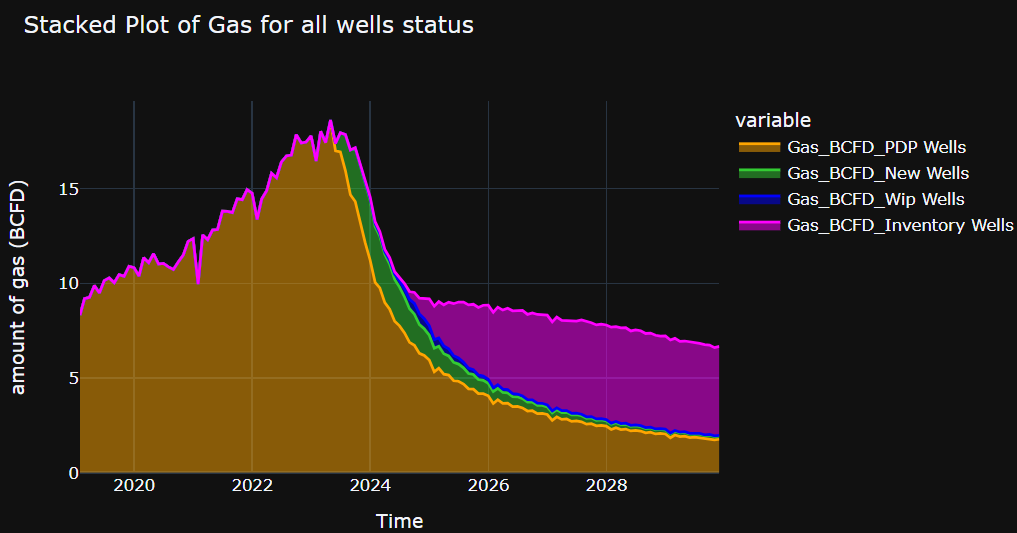 Stacked Plot of Gas for all wells status
variable
Gas_BCFD_PDP Wells
Gas_BCFD_New Wells
Gas_BCFD_Wip Wells
Gas_BCFD_Inventory Wells
amount of gas (BCFD)
15
10
5
0
2020 2022 2024 2026 2028
Time